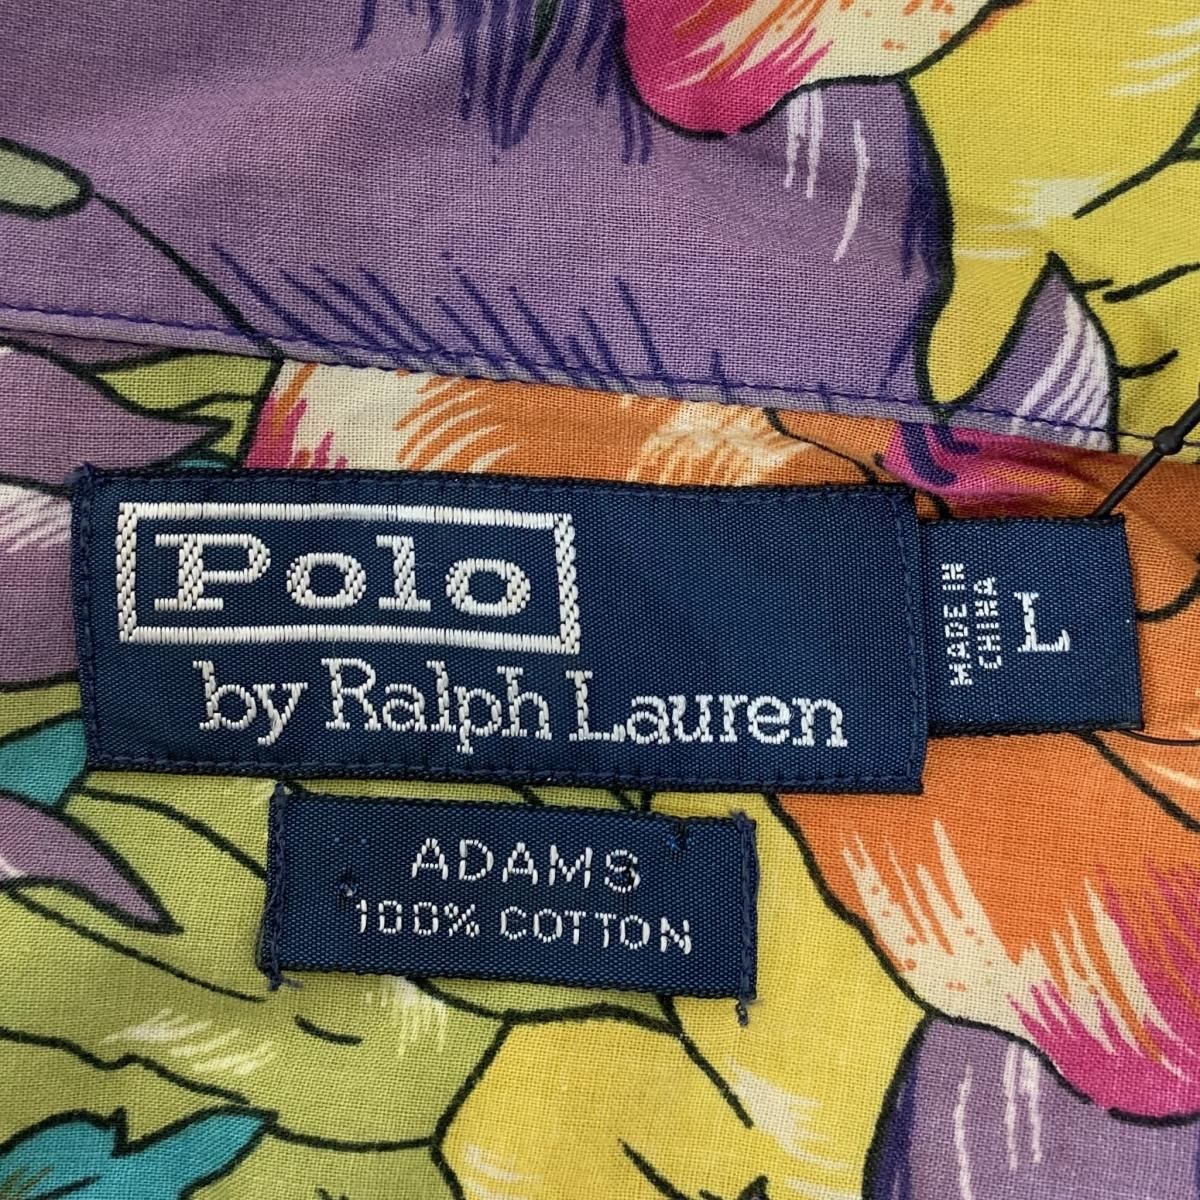 Polo
by Ralph Lauren
MADE IN
CHINA
L
ADAMS
100% COTTON